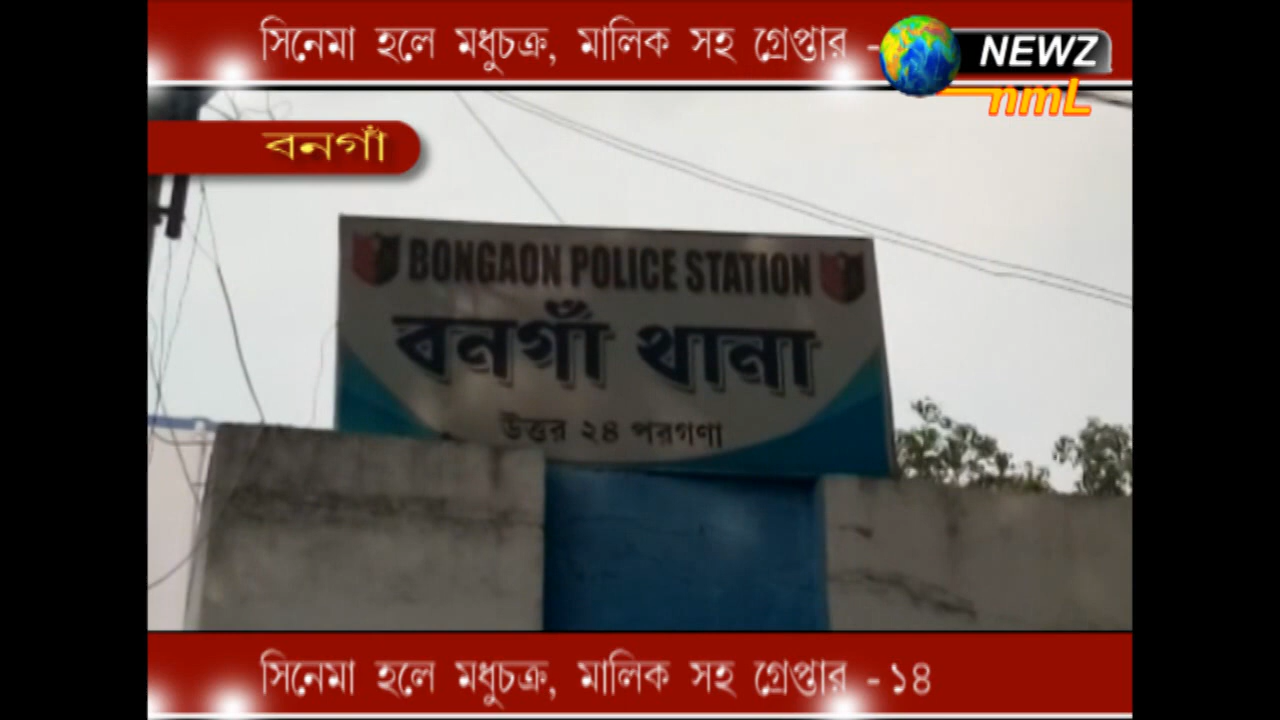 সিনেমা হলে মধুচক্র, মালিক সহ গ্রেপ্তার -
NEWZ
nmL
বনগাঁ
BONGAON POLICE STATION
বনগাঁ থানা
উত্তর ২৪ পরগণা
সিনেমা হলে মধুচক্র, মালিক সহ গ্রেপ্তার - ১৪